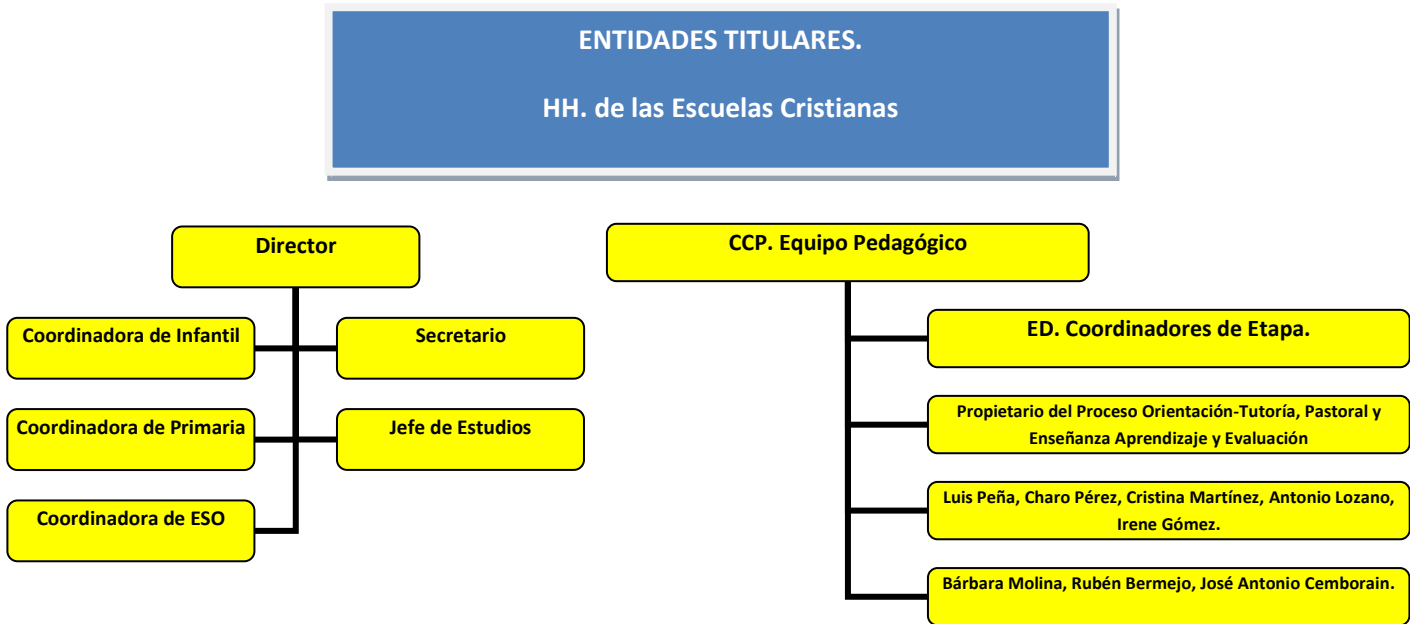 ENTIDADES TITULARES.
HH. de las Escuelas Cristianas
Director
Coordinadora de Infantil
Secretario
Coordinadora de Primaria
Jefe de Estudios
Coordinadora de ESO
CCP. Equipo Pedagógico
ED. Coordinadores de Etapa.
Propietario del Proceso Orientación-Tutoría, Pastoral y
Enseñanza Aprendizaje y Evaluación
Luis Peña, Charo Pérez, Cristina Martínez, Antonio Lozano,
Irene Gómez.
Bárbara Molina, Rubén Bermejo, José Antonio Cemborain.